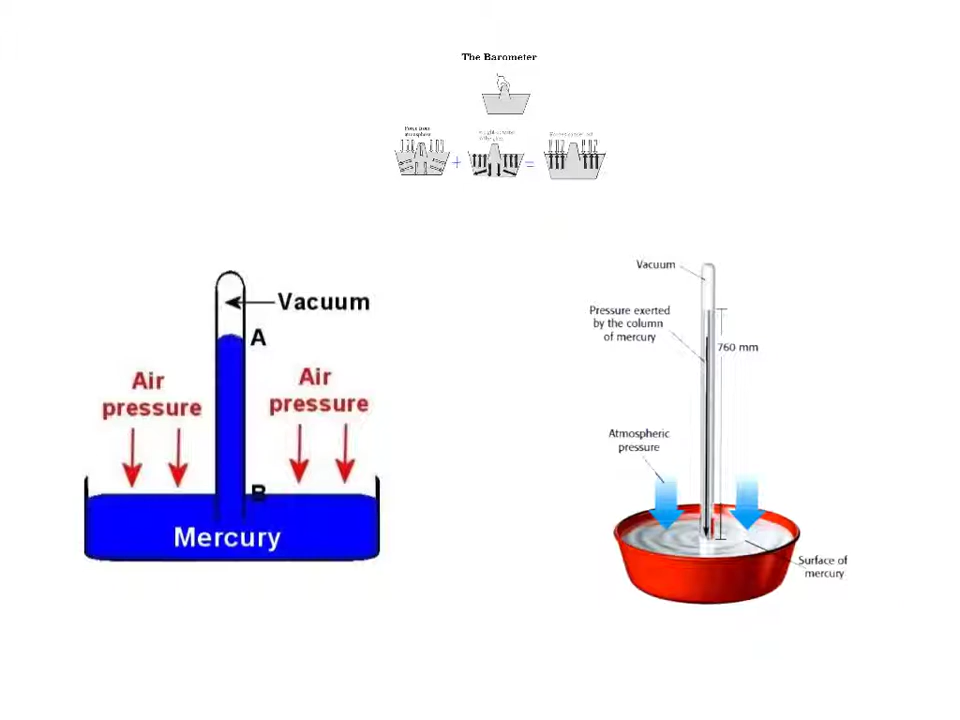 The Barometer
+
=
Vacuum
A
Air
pressure
Air
pressure
B
Mercury
Vacuum
Pressure exerted
by the column
of mercury
760 mm
Atmospheric
pressure
Surface of
mercury